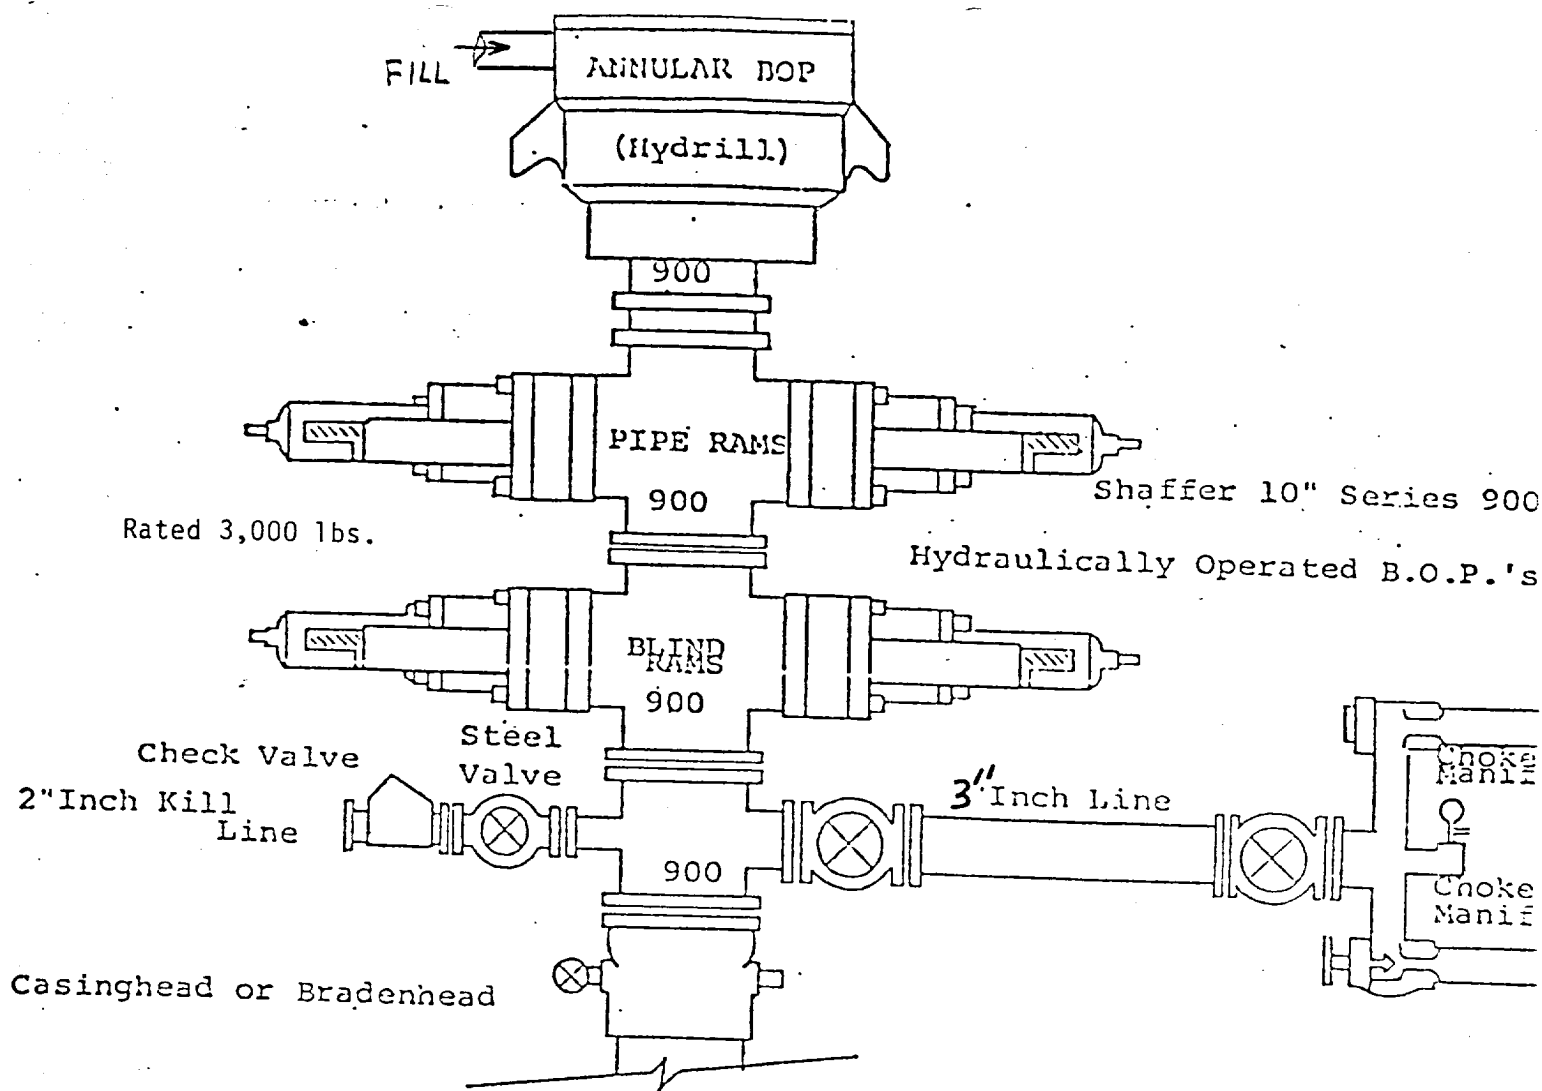 FILL
ANNULAR BOP
(Hydrill)
900
PIPE RAMS
900
Shaffer 10" Series 900
Rated 3,000 lbs.
Hydraulically Operated B.O.P.'s
BLIND
RAMS
900
Check Valve
Steel
Valve
2"Inch Kill
Line
3"Inch Line
Choke
Manif
900
Choke
Manif
Casinghead or Bradenhead